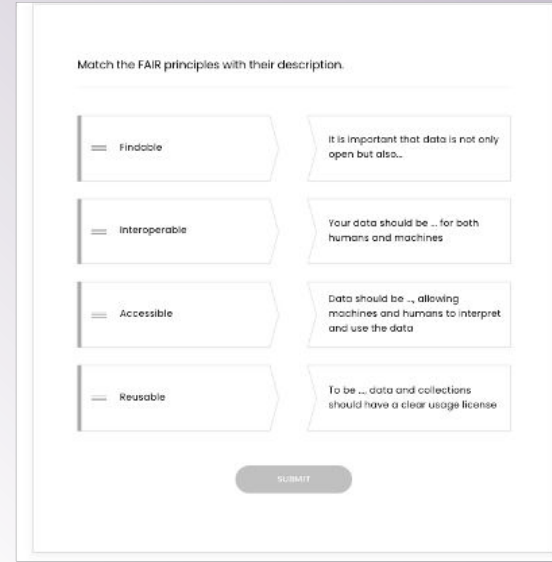 Match the FAIR principles with their description.
Findable
It is important that data is not only
open but also...
Interoperable
Your data should be ... for both
humans and machines
Accessible
Data should be ..., allowing
machines and humans to interpret
and use the data
Reusable
To be ..., data and collections
should have a clear usage license
SUBMIT